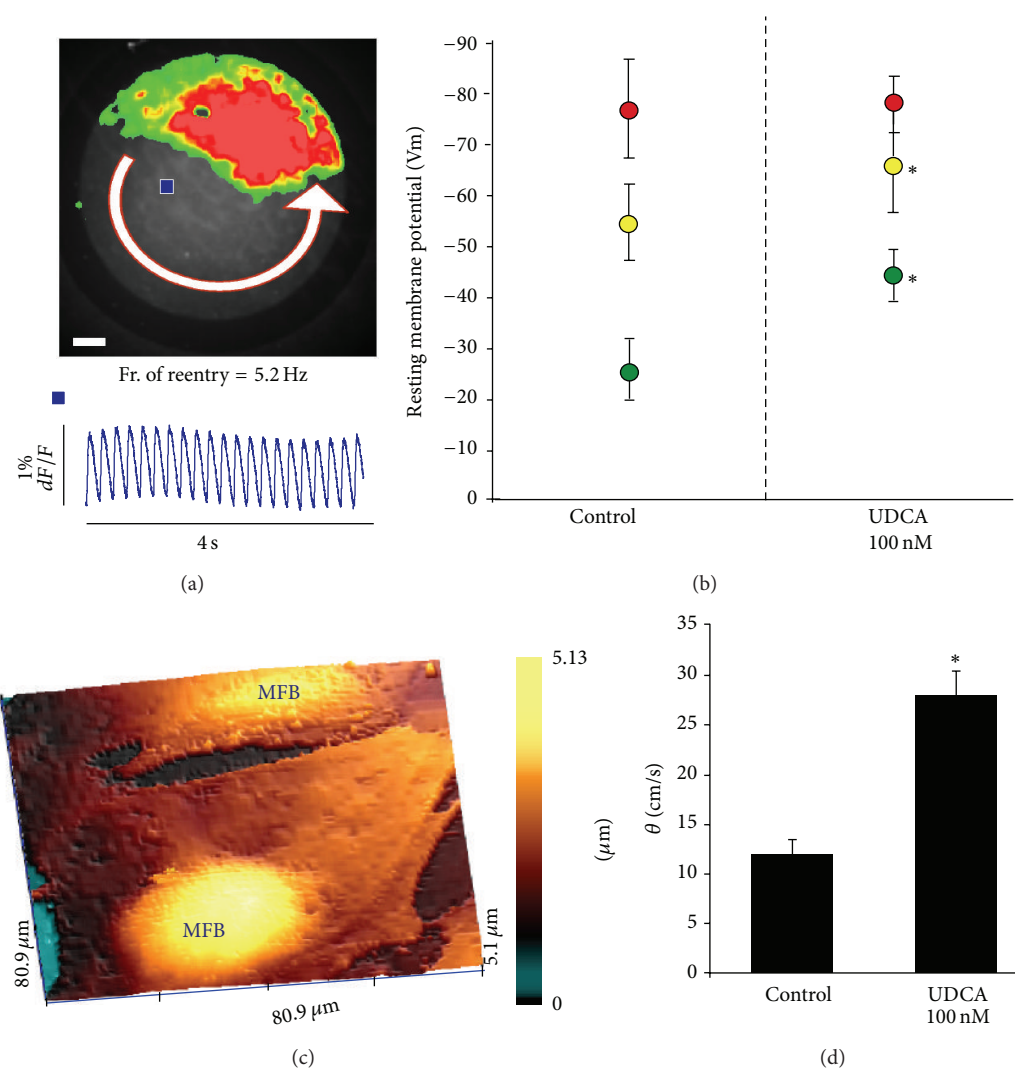 Fr. of reentry = 5.2 Hz
1%
dF/F
4 s
(a)
Resting membrane potential (Vm)
−90
−80
−70
−60
−50
−40
−30
−20
−10
0
*
*
Control
UDCA
100 nM
(b)
MFB
MFB
80.9 μm
80.9 μm
5.1 μm
5.13
0
(μm)
(c)
θ (cm/s)
35
30
25
20
15
10
5
0
*
Control
UDCA
100 nM
(d)